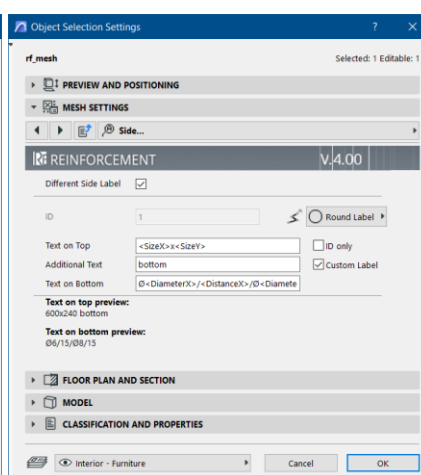 Object Selection Settings ? ×
rf_mesh Selected: 1 Editable: 1
PREVIEW AND POSITIONING
MESH SETTINGS
Side...
REINFORCEMENT V.4.00
Different Side Label
ID 1 Round Label
Text on Top <SizeX>x<SizeY> ID only
Additional Text bottom Custom Label
Text on Bottom Ø<DiameterX>/<DistanceX>/Ø<Diamete
Text on top preview:
600x240 bottom
Text on bottom preview:
Ø6/15/Ø8/15
FLOOR PLAN AND SECTION
MODEL
CLASSIFICATION AND PROPERTIES
Interior - Furniture Cancel OK